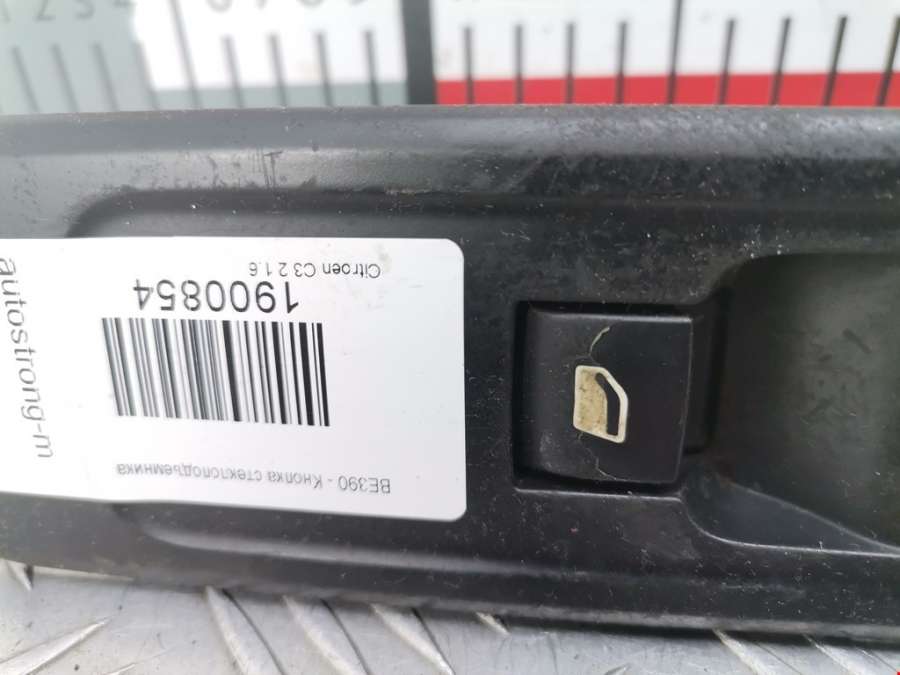 BE390 - Кнопка стеклоподъемника
1900854
Citroen C3 2 1.6
autostrong-m